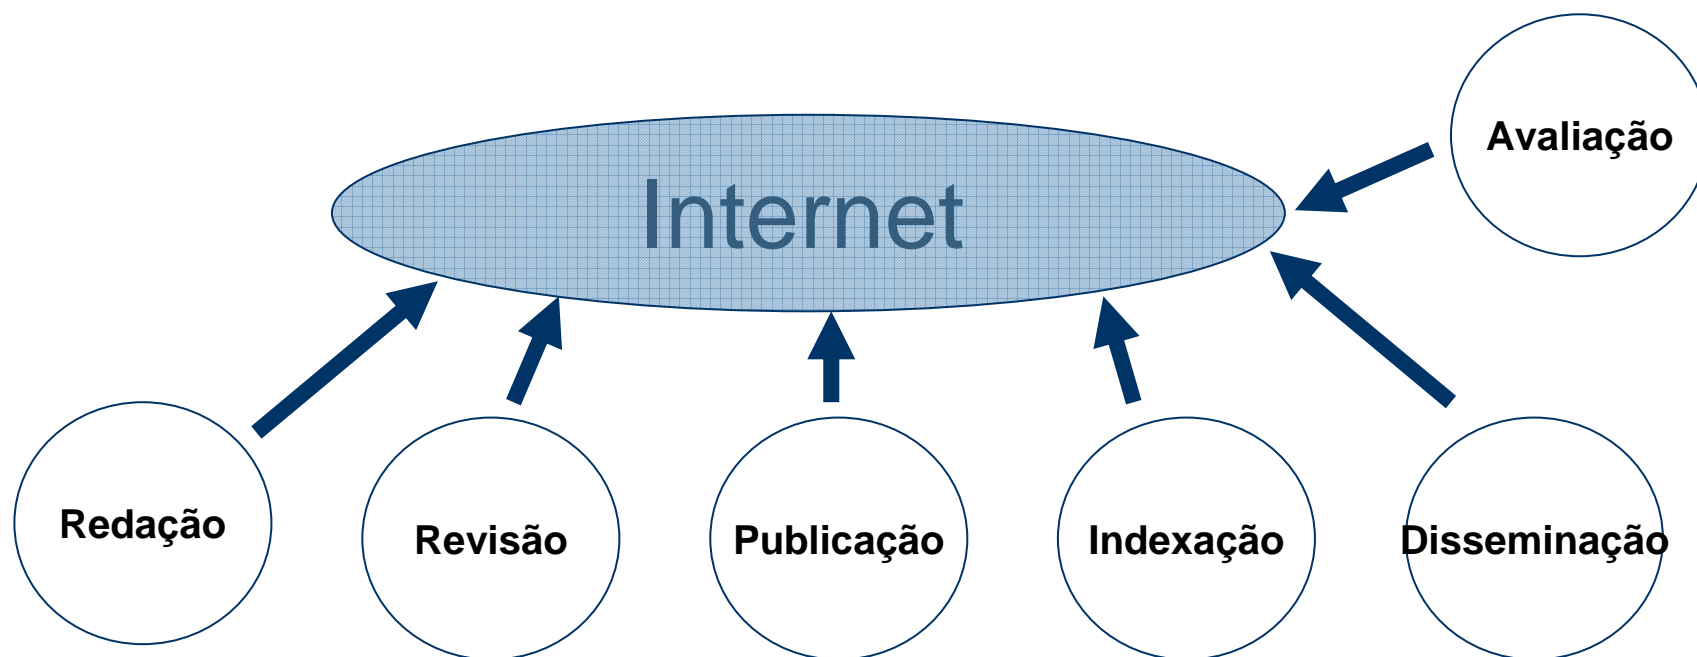 Avaliação
Internet
Redação
Revisão
Publicação
Indexação
Disseminação